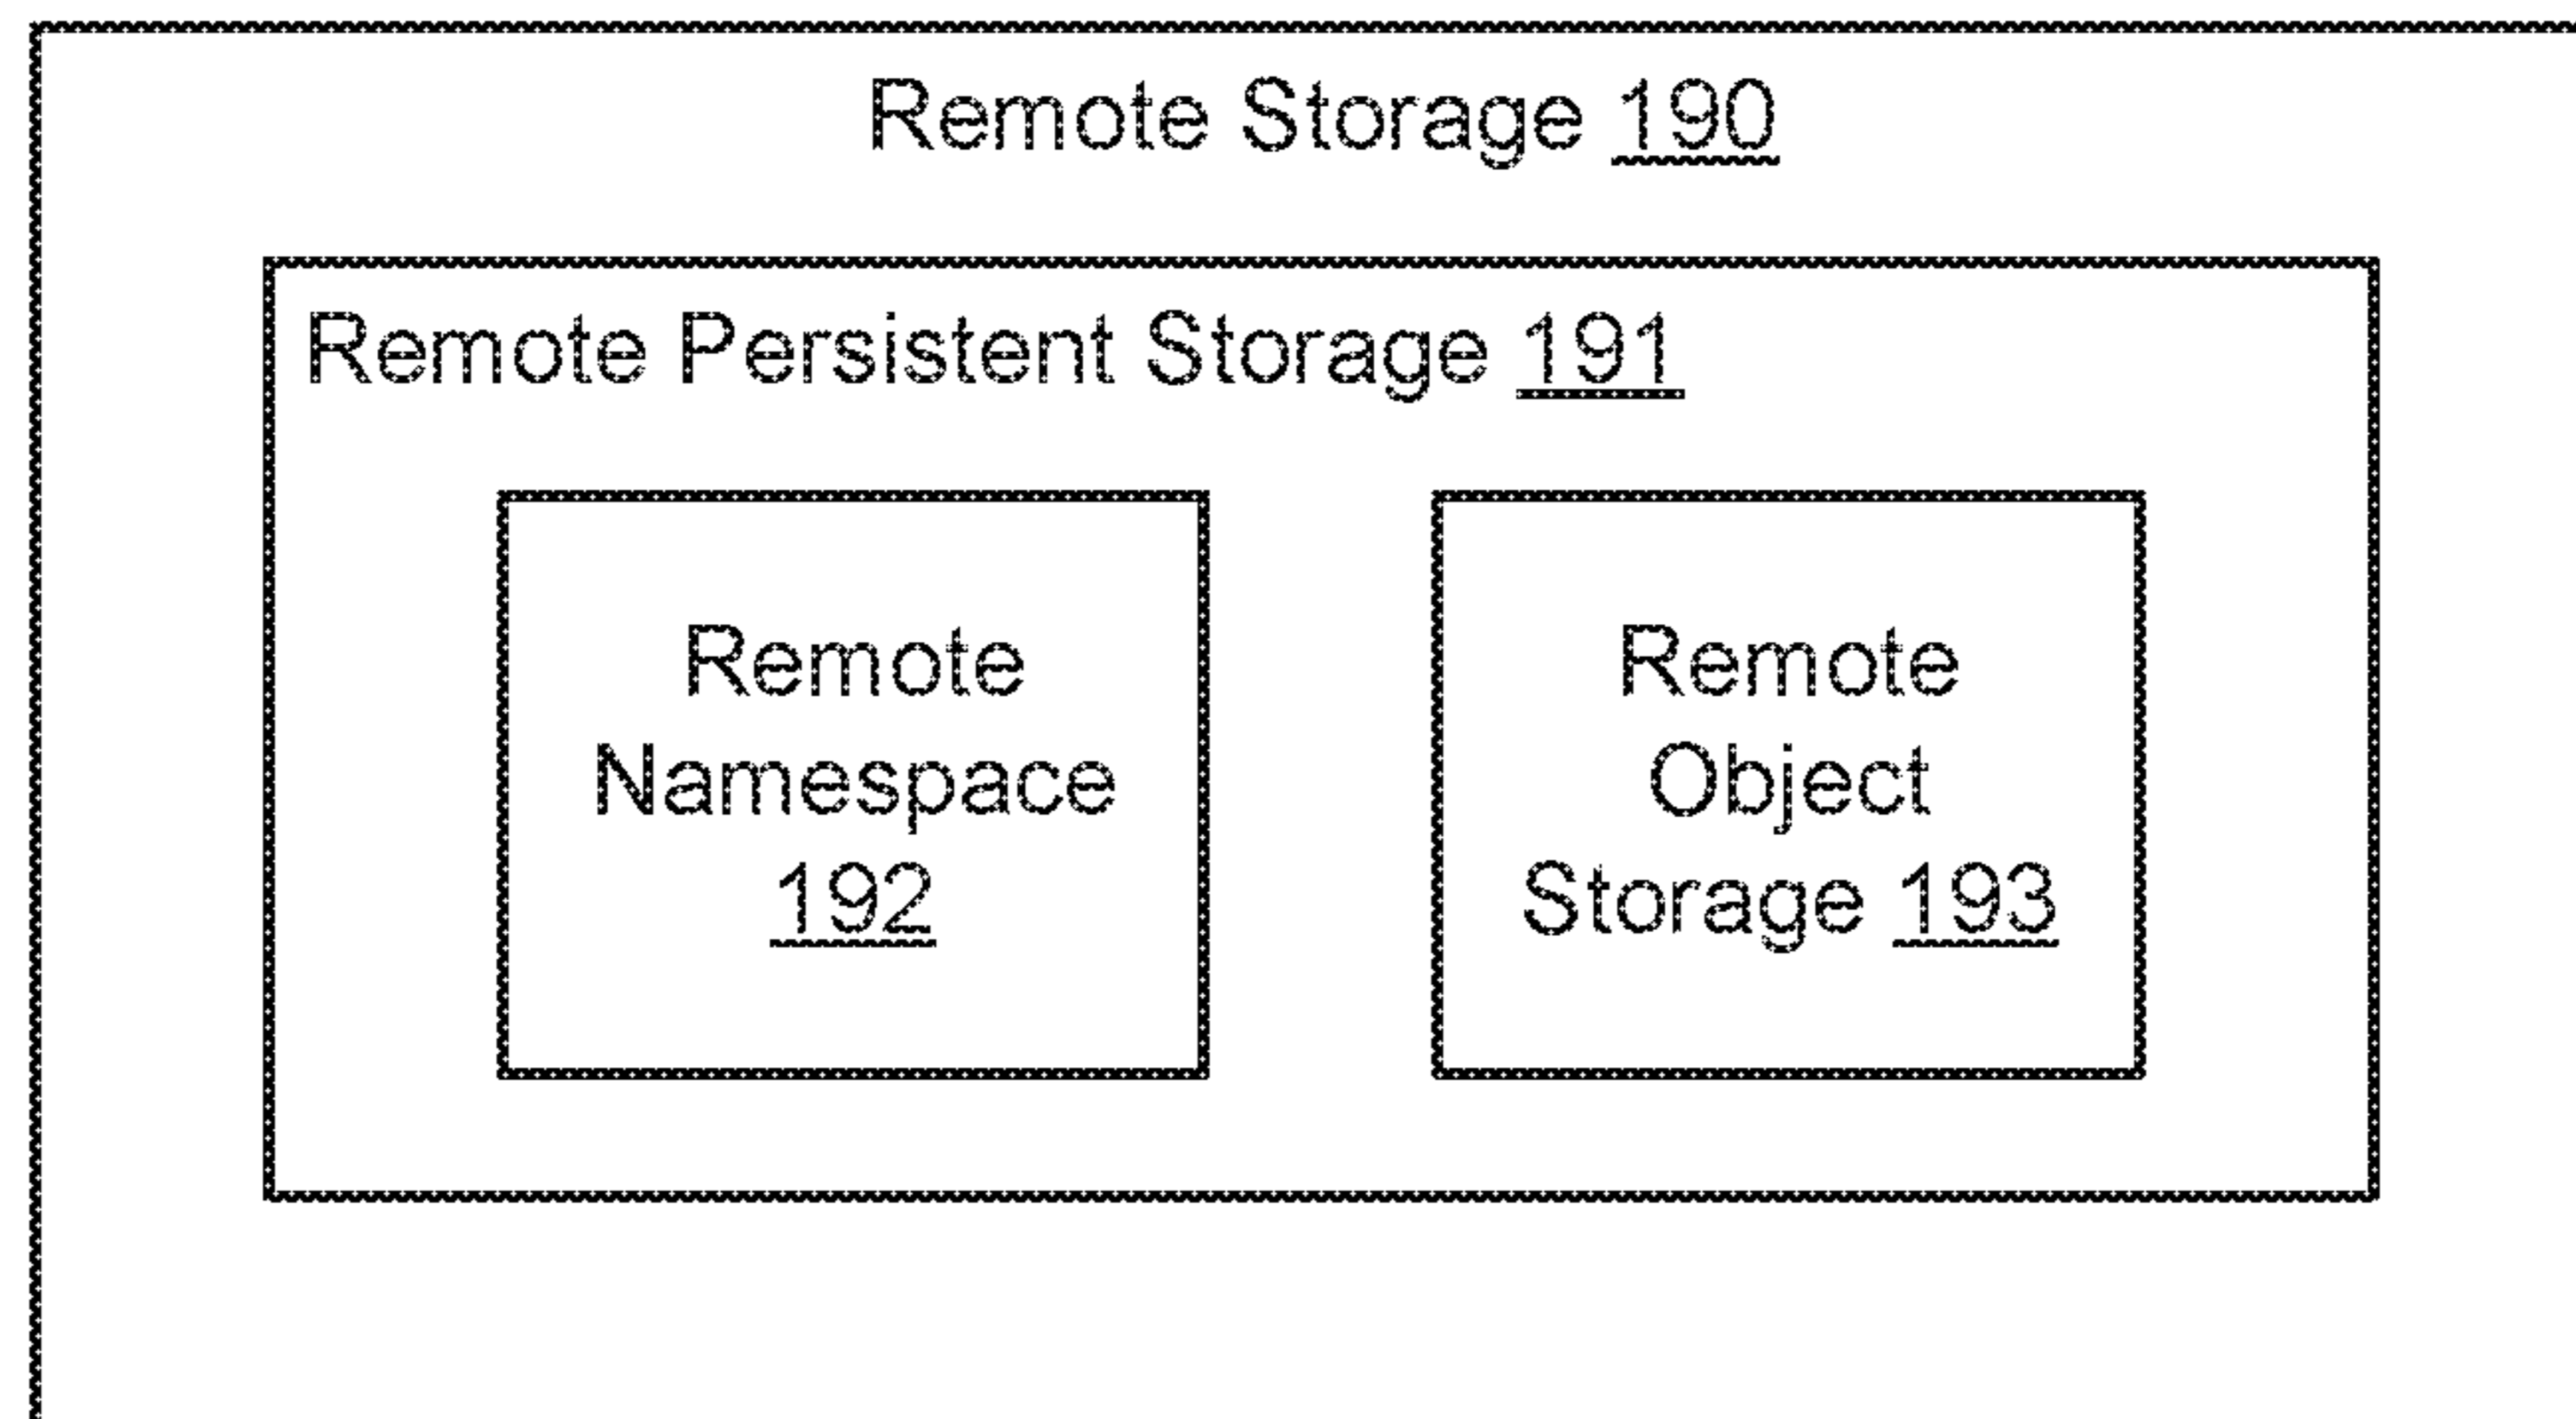 Remote Storage 190
Remote Persistent Storage 191
Remote
Namespace
192
Remote
Object
Storage 193